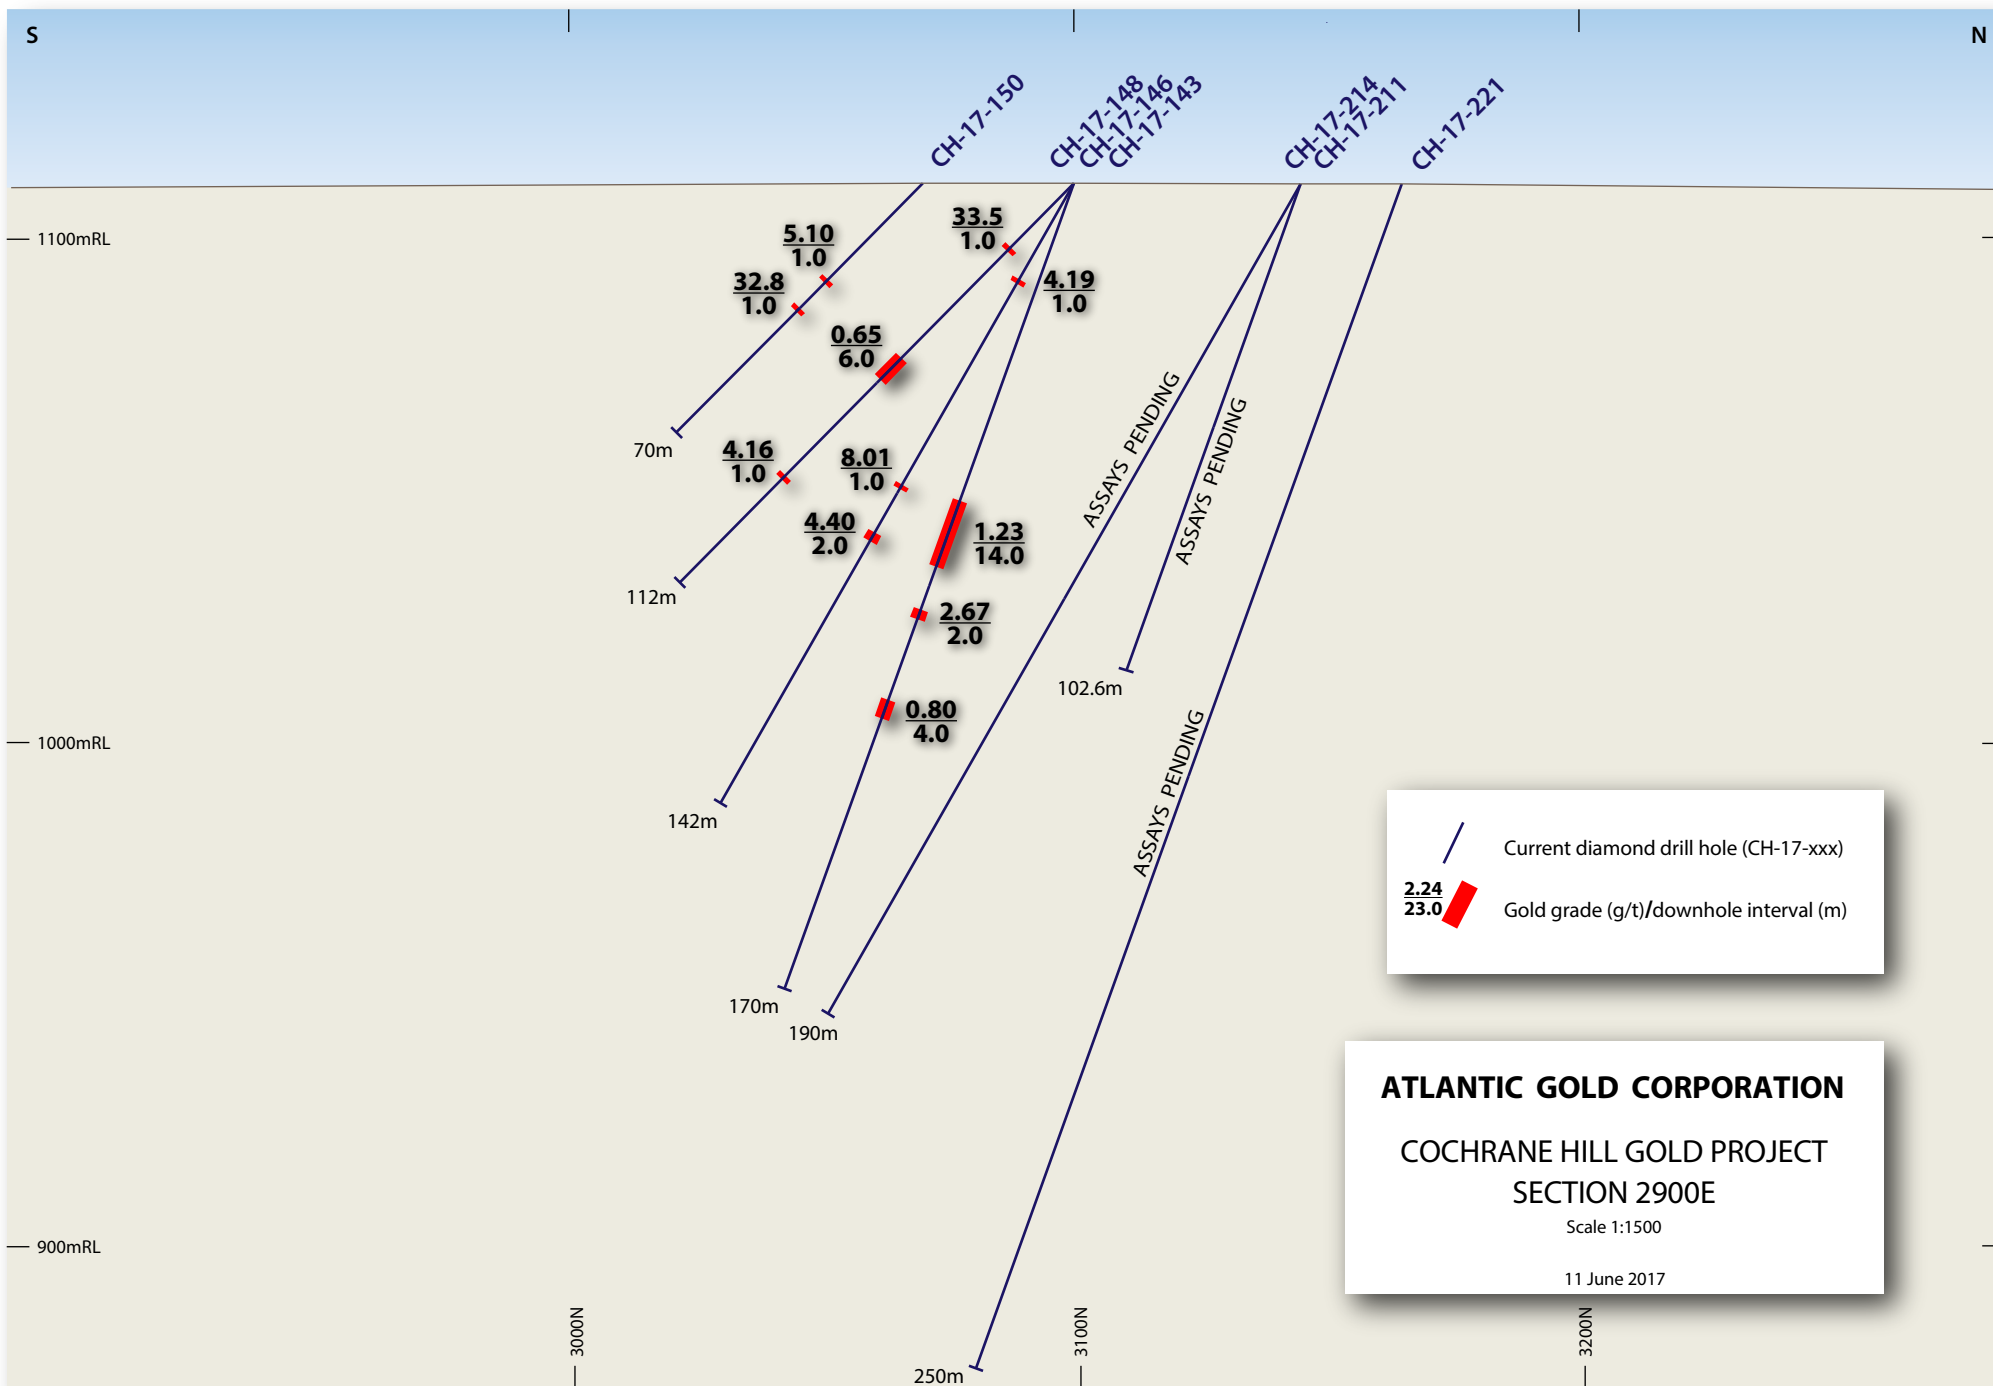 S
N
CH-17-150
CH-17-148
CH-17-146
CH-17-143
CH-17-214
CH-17-211
CH-17-221
1100mRL
1000mRL
900mRL
5.10
1.0
32.8
1.0
33.5
1.0
4.19
1.0
0.65
6.0
4.16
1.0
8.01
1.0
4.40
2.0
1.23
14.0
2.67
2.0
0.80
4.0
70m
112m
142m
170m
190m
102.6m
250m
ASSAYS PENDING
ASSAYS PENDING
ASSAYS PENDING
Current diamond drill hole (CH-17-xxx)
2.24
23.0
Gold grade (g/t)/downhole interval (m)
ATLANTIC GOLD CORPORATION
COCHRANE HILL GOLD PROJECT
SECTION 2900E
Scale 1:1500
11 June 2017
3000N
3100N
3200N